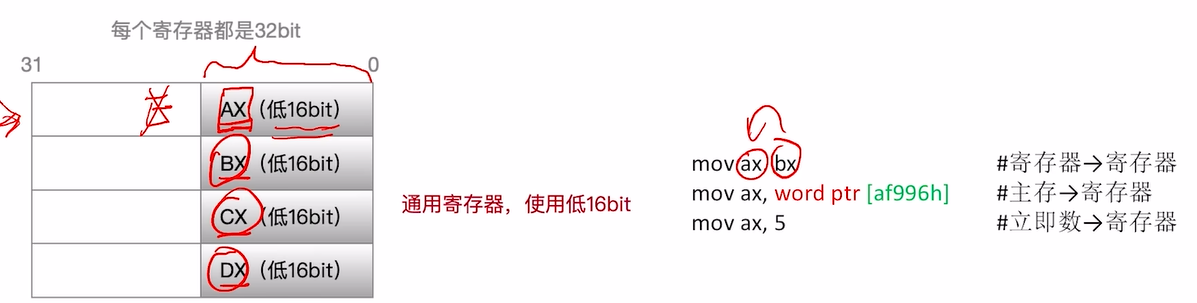 每个寄存器都是32bit
31 0
AX（低16bit）
BX（低16bit）
CX（低16bit）
DX（低16bit）
通用寄存器，使用低16bit
mov ax, bx #寄存器→寄存器
mov ax, word ptr [af996h] #主存→寄存器
mov ax, 5 #立即数→寄存器